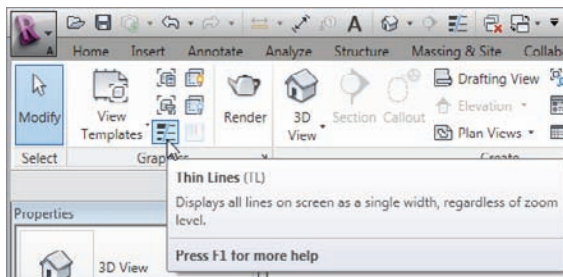 A
A
Home Insert Annotate Analyze Structure Massing & Site Collab
Modify
View
Templates
Render
3D
View
Section
Callout
Drafting View
Elevation
Plan Views
Select
Graphics
Create
Thin Lines (TL)
Displays all lines on screen as a single width, regardless of zoom
level.
Press F1 for more help
Properties
3D View